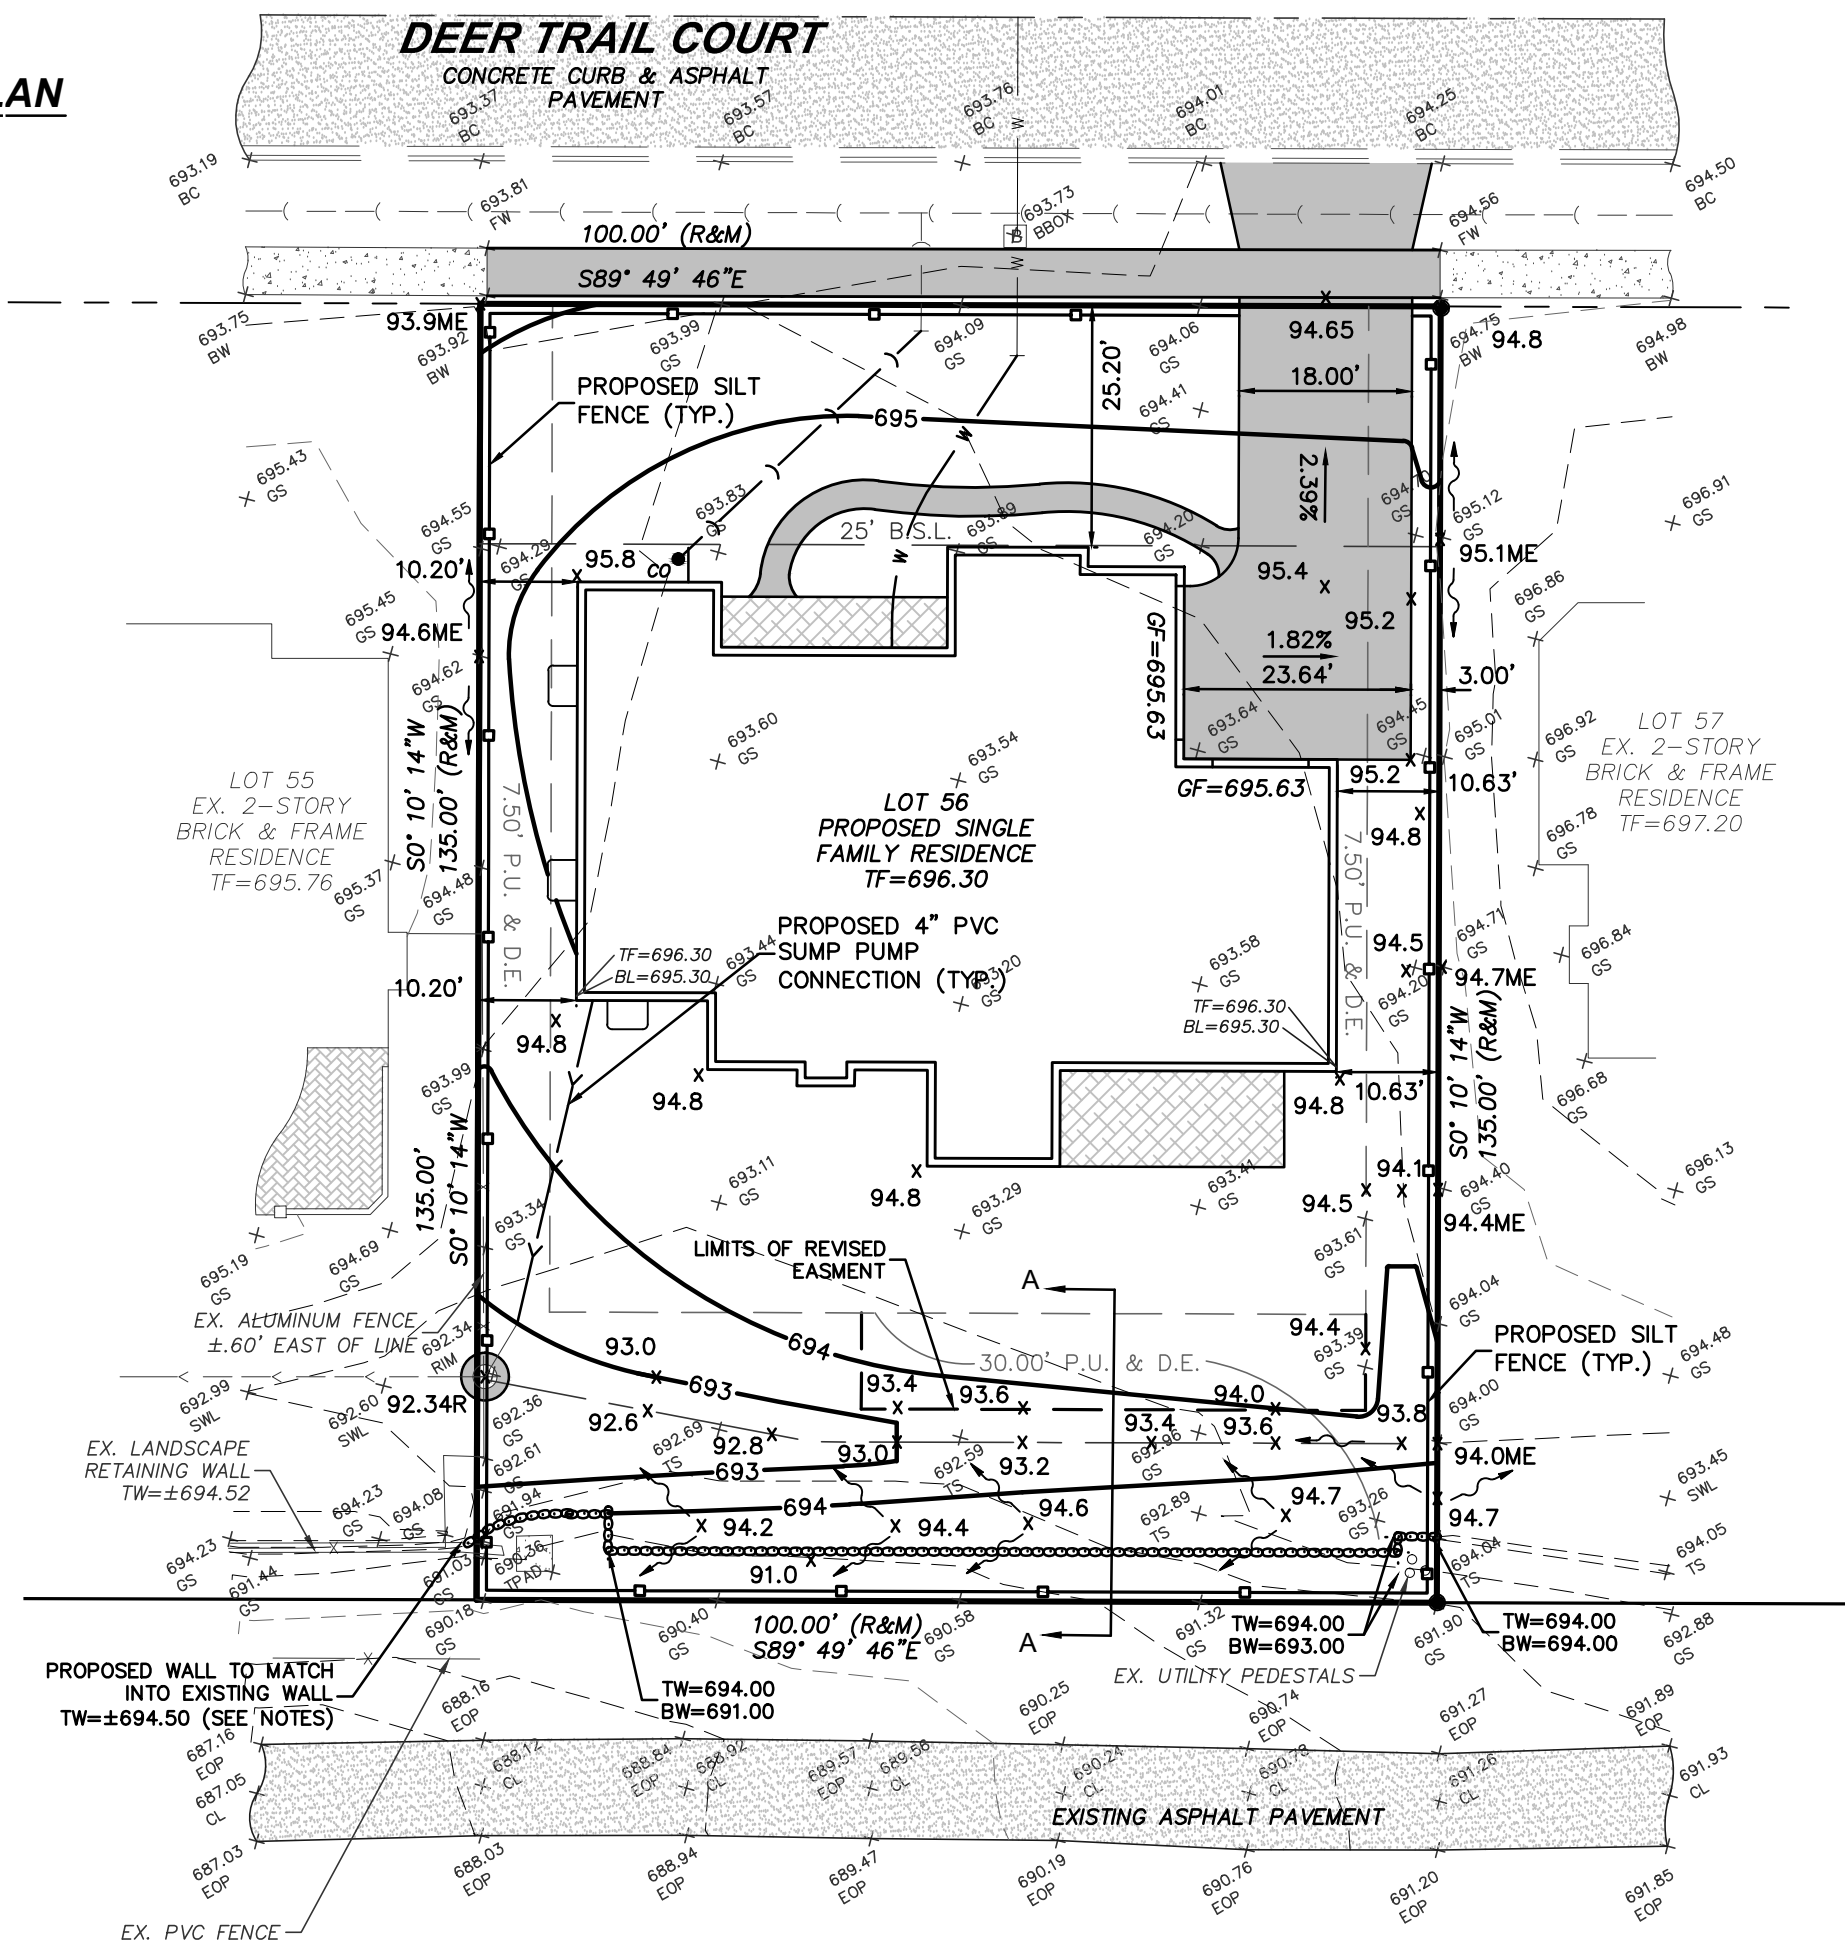 DEER TRAIL COURT
CONCRETE CURB & ASPHALT
PAVEMENT
693.37
BC
693.57
BC
693.76
BC
694.01
BC
694.25
BC
693.19
BC
693.81
FW
693.73
BBOX
694.56
FW
694.50
BC
W
B
W
100.00' (R&M)
S89° 49' 46"E
93.9ME
693.75
BW
693.92
BW
693.99
GS
694.09
GS
694.06
GS
94.65
694.75
BW
94.8
694.98
BW
25.20'
18.00'
PROPOSED SILT
FENCE (TYP.)
694.41
GS
695
W
2.39%
695.43
GS
694.55
GS
693.83
GS
693.89
GS
694.20
GS
GS
695.12
GS
696.91
GS
25' B.S.L.
694.29
GS
10.20'
95.8
CO
W
95.4
95.1ME
95.2
696.86
GS
695.45
GS
94.6ME
GF=695.63
1.82%
23.64'
3.00'
694.62
GS
693.60
GS
693.54
GS
693.64
GS
694.45
GS
695.01
GS
696.92
GS
S0° 10' 14"W
135.00' (R&M)
LOT 55
EX. 2-STORY
BRICK & FRAME
RESIDENCE
TF=695.76
LOT 57
EX. 2-STORY
BRICK & FRAME
RESIDENCE
TF=697.20
7.50' P.U. & D.E.
LOT 56
PROPOSED SINGLE
FAMILY RESIDENCE
TF=696.30
GF=695.63
95.2
10.63'
94.8
696.78
GS
7.50' P.U. & D.E.
695.37
GS
694.48
GS
PROPOSED 4" PVC
SUMP PUMP
CONNECTION (TYP.)
TF=696.30
BL=695.30
693.44
GS
693.20
GS
693.58
GS
94.5
694.71
GS
696.84
GS
94.7ME
694.20
GS
10.20'
TF=696.30
BL=695.30
94.8
94.8
94.8
10.63'
S0° 10' 14"W
135.00' (R&M)
693.99
GS
696.68
GS
135.00'
S0° 10' 14"W
693.34
GS
693.11
GS
94.8
693.29
GS
693.41
GS
94.1
94.5
694.40
GS
696.13
GS
94.4ME
695.19
GS
694.69
GS
LIMITS OF REVISED
EASMENT
A
693.61
GS
694.04
GS
EX. ALUMINUM FENCE
±.60' EAST OF LINE
692.34
RIM
93.0
694
94.4
693.39
GS
PROPOSED SILT
FENCE (TYP.)
694.48
GS
30.00' P.U. & D.E.
692.99
SWL
692.60
SWL
92.34R
693
93.4
93.6
94.0
93.8
694.00
GS
692.36
GS
92.6
692.69
TS
92.8
93.0
692.59
TS
93.2
93.4
692.96
GS
93.6
94.0ME
693.45
SWL
EX. LANDSCAPE
RETAINING WALL
TW=±694.52
692.61
GS
693
694
94.6
94.7
94.7
694.23
GS
694.08
GS
691.94
GS
94.2
94.4
692.89
TS
693.26
GS
694.23
GS
691.44
GS
691.03
GS
690.36
TPAD
91.0
694.04
TS
694.05
TS
690.18
GS
690.40
GS
100.00' (R&M)
S89° 49' 46"E
690.58
GS
A
691.32
GS
TW=694.00
BW=693.00
691.90
GS
TW=694.00
BW=694.00
692.88
GS
EX. UTILITY PEDESTALS
PROPOSED WALL TO MATCH
INTO EXISTING WALL
TW=±694.50 (SEE NOTES)
TW=694.00
BW=691.00
688.16
EOP
690.25
EOP
690.74
EOP
691.27
EOP
691.89
EOP
687.16
EOP
688.12
CL
688.84
EOP
688.92
CL
689.57
EOP
689.58
CL
690.24
CL
690.78
CL
691.26
CL
691.93
CL
687.05
CL
EXISTING ASPHALT PAVEMENT
687.03
EOP
688.03
EOP
688.94
EOP
689.47
EOP
690.19
EOP
690.76
EOP
691.20
EOP
691.85
EOP
EX. PVC FENCE